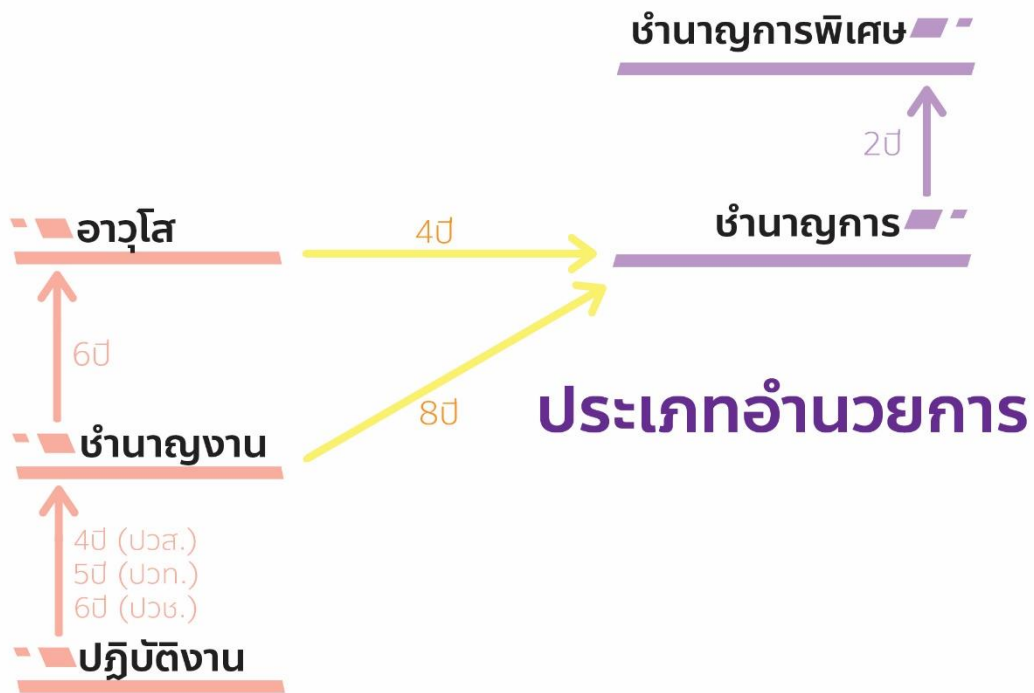 ชำนาญการพิเศษ
2ปี
อาวุโส
4ปี
ชำนาญการ
6ปี
8ปี
ประเภทอำนวยการ
ชำนาญงาน
4ปี (ปวส.)
5ปี (ปวท.)
6ปี (ปวช.)
ปฏิบัติงาน